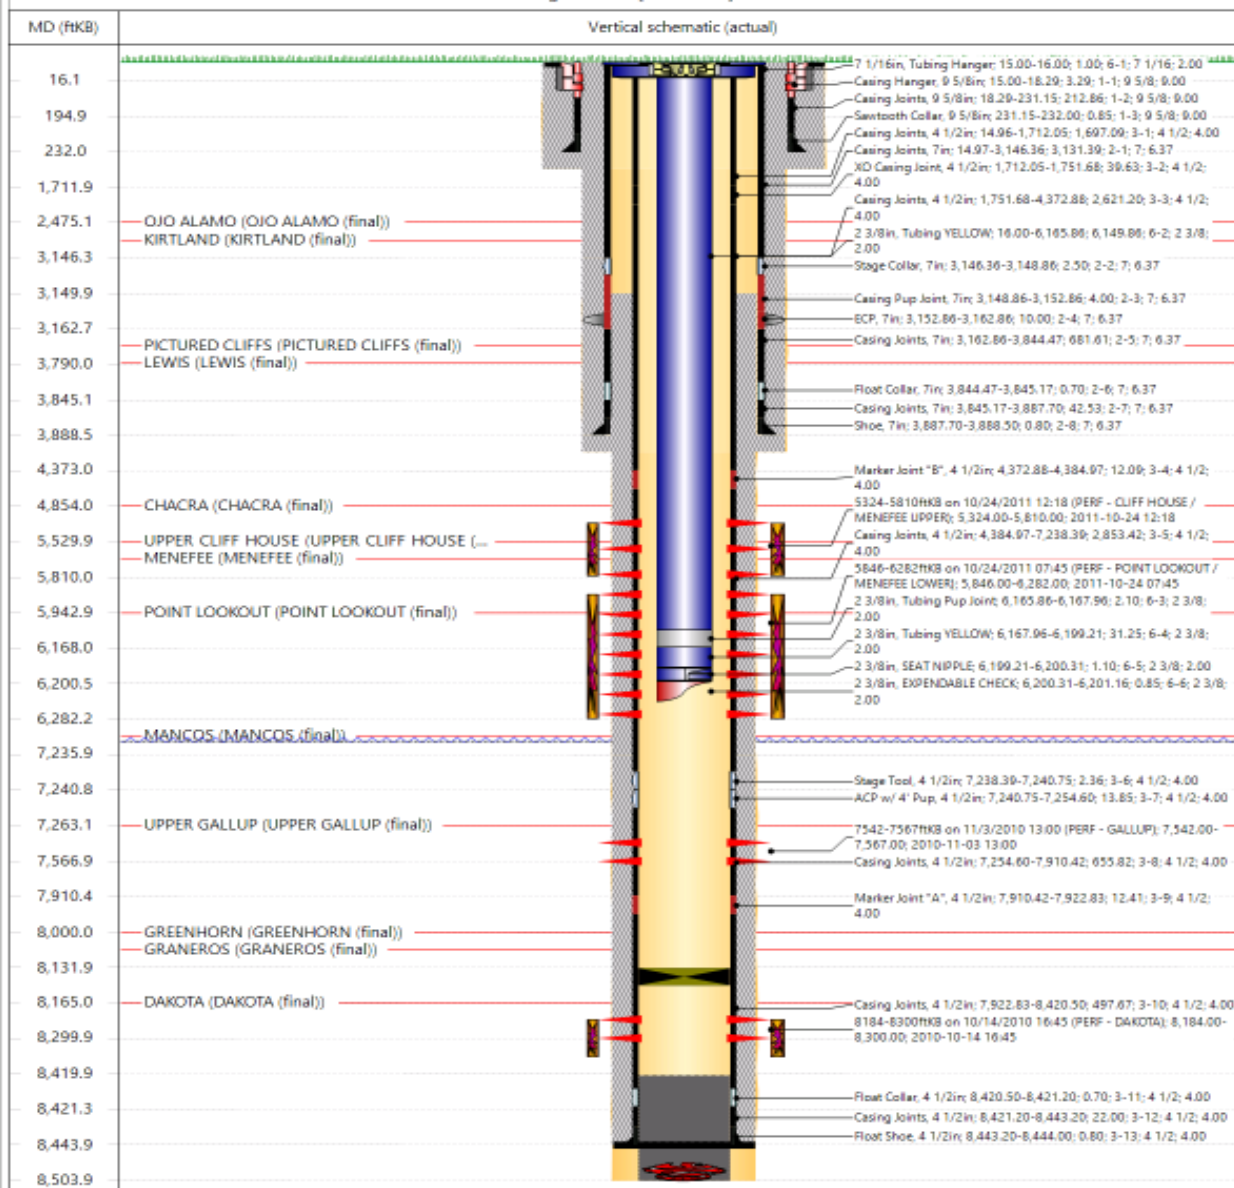 MD (ftKB)
Vertical schematic (actual)
16.1
194.9
232.0
1,711.9
2,475.1
3,146.3
3,149.9
3,162.7
3,790.0
3,845.1
3,888.5
4,373.0
4,854.0
5,529.9
5,810.0
5,942.9
6,168.0
6,200.5
6,282.2
7,235.9
7,240.8
7,263.1
7,566.9
7,910.4
8,000.0
8,131.9
8,165.0
8,299.9
8,419.9
8,421.3
8,443.9
8,503.9
OJO ALAMO (OJO ALAMO (final))
KIRTLAND (KIRTLAND (final))
PICTURED CLIFFS (PICTURED CLIFFS (final))
LEWIS (LEWIS (final))
CHACRA (CHACRA (final))
UPPER CLIFF HOUSE (UPPER CLIFF HOUSE (...
MENEFEE (MENEFEE (final))
POINT LOOKOUT (POINT LOOKOUT (final))
MANCOS (MANCOS (final))
UPPER GALLUP (UPPER GALLUP (final))
GREENHORN (GREENHORN (final))
GRANEROS (GRANEROS (final))
DAKOTA (DAKOTA (final))
7 1/16in, Tubing Hanger; 15.00-16.00; 1.00; 6-1; 7 1/16; 2.00
Casing Hanger, 9 5/8in; 15.00-18.29; 3.29; 1-1; 9 5/8; 9.00
Casing Joints, 9 5/8in; 18.29-231.15; 212.86; 1-2; 9 5/8; 9.00
Sawtooth Collar, 9 5/8in; 231.15-232.00; 0.85; 1-3; 9 5/8; 9.00
Casing Joints, 4 1/2in; 14.96-1,712.05; 1,697.09; 3-1; 4 1/2; 4.00
Casing Joints, 7in; 14.97-3,146.36; 3,131.39; 2-1; 7; 6.37
XO Casing Joint, 4 1/2in; 1,712.05-1,751.68; 39.63; 3-2; 4 1/2;
4.00
Casing Joints, 4 1/2in; 1,751.68-4,372.88; 2,621.20; 3-3; 4 1/2;
4.00
2 3/8in, Tubing YELLOW; 16.00-6,165.86; 6,149.86; 6-2; 2 3/8;
2.00
Stage Collar, 7in; 3,146.36-3,148.86; 2.50; 2-2; 7; 6.37
Casing Pup Joint, 7in; 3,148.86-3,152.86; 4.00; 2-3; 7; 6.37
ECP, 7in; 3,152.86-3,162.86; 10.00; 2-4; 7; 6.37
Casing Joints, 7in; 3,162.86-3,844.47; 681.61; 2-5; 7; 6.37
Float Collar, 7in; 3,844.47-3,845.17; 0.70; 2-6; 7; 6.37
Casing Joints, 7in; 3,845.17-3,887.70; 42.53; 2-7; 7; 6.37
Shoe, 7in; 3,887.70-3,888.50; 0.80; 2-8; 7; 6.37
Marker Joint "B", 4 1/2in; 4,372.88-4,384.97; 12.09; 3-4; 4 1/2;
4.00
5324-5810ftKB on 10/24/2011 12:18 (PERF - CLIFF HOUSE /
MENEFEE UPPER); 5,324.00-5,810.00; 2011-10-24 12:18
Casing Joints, 4 1/2in; 4,384.97-7,238.39; 2,853.42; 3-5; 4 1/2;
4.00
5846-6282ftKB on 10/24/2011 07:45 (PERF - POINT LOOKOUT /
MENEFEE LOWER); 5,846.00-6,282.00; 2011-10-24 07:45
2 3/8in, Tubing Pup Joint; 6,165.86-6,167.96; 2.10; 6-3; 2 3/8;
2.00
2 3/8in, Tubing YELLOW; 6,167.96-6,199.21; 31.25; 6-4; 2 3/8;
2.00
2 3/8in, SEAT NIPPLE; 6,199.21-6,200.31; 1.10; 6-5; 2 3/8; 2.00
2 3/8in, EXPENDABLE CHECK; 6,200.31-6,201.16; 0.85; 6-6; 2 3/8;
2.00
Stage Tool, 4 1/2in; 7,238.39-7,240.75; 2.36; 3-6; 4 1/2; 4.00
ACP w/ 4' Pup, 4 1/2in; 7,240.75-7,254.60; 13.85; 3-7; 4 1/2; 4.00
7542-7567ftKB on 11/3/2010 13:00 (PERF - GALLUP); 7,542.00-
7,567.00; 2010-11-03 13:00
Casing Joints, 4 1/2in; 7,254.60-7,910.42; 655.82; 3-8; 4 1/2; 4.00
Marker Joint "A", 4 1/2in; 7,910.42-7,922.83; 12.41; 3-9; 4 1/2;
4.00
Casing Joints, 4 1/2in; 7,922.83-8,420.50; 497.67; 3-10; 4 1/2; 4.00
8184-8300ftKB on 10/14/2010 16:45 (PERF - DAKOTA); 8,184.00-
8,300.00; 2010-10-14 16:45
Float Collar, 4 1/2in; 8,420.50-8,421.20; 0.70; 3-11; 4 1/2; 4.00
Casing Joints, 4 1/2in; 8,421.20-8,443.20; 22.00; 3-12; 4 1/2; 4.00
Float Shoe, 4 1/2in; 8,443.20-8,444.00; 0.80; 3-13; 4 1/2; 4.00